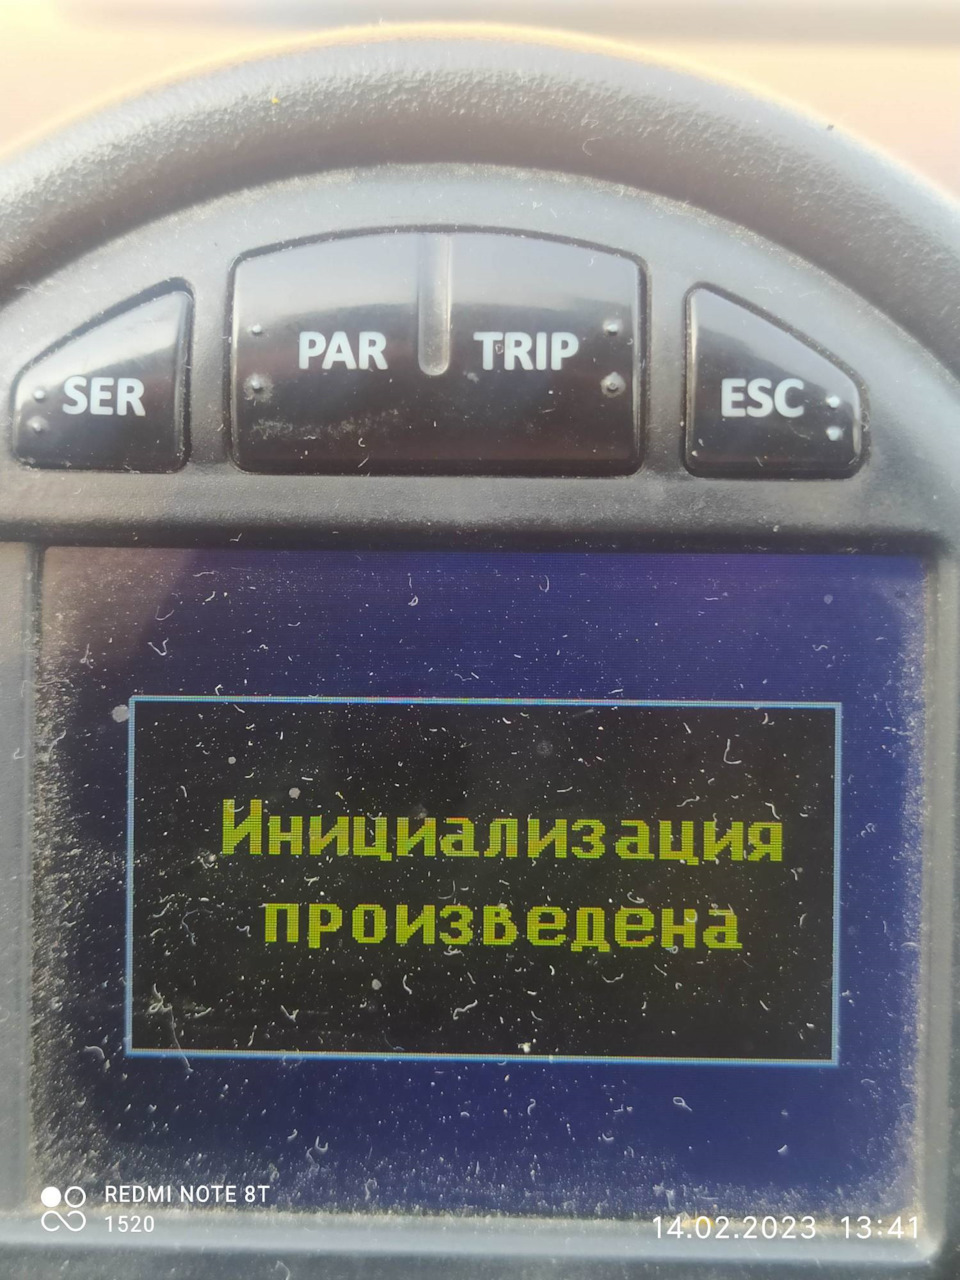 PAR TRIP
SER
ESC
Инициализация
произведена
REDMI NOTE 8T
1520
14.02.2023 13:41